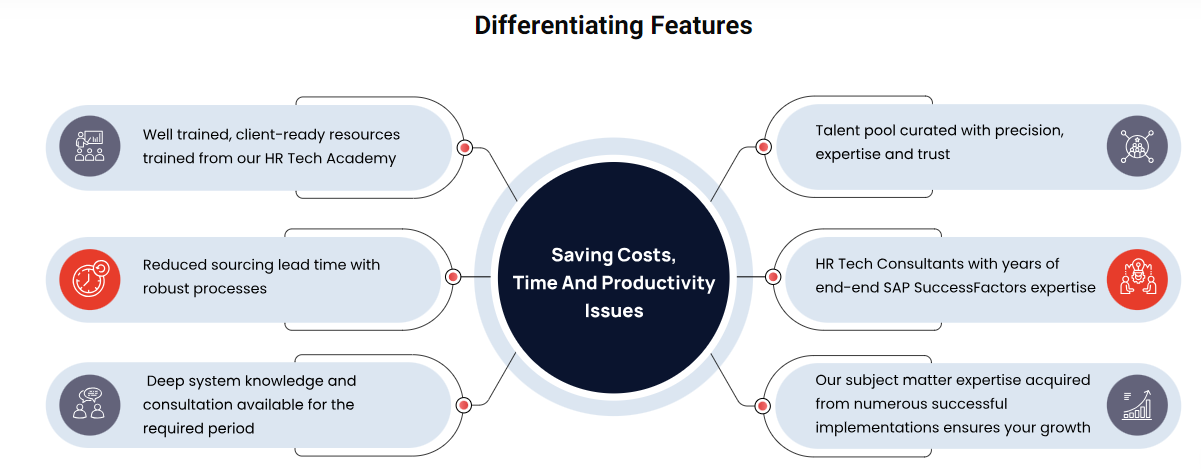 Differentiating Features
Well trained, client-ready resources
trained from our HR Tech Academy
Reduced sourcing lead time with
robust processes
Deep system knowledge and
consultation available for the
required period
Saving Costs,
Time And Productivity
Issues
Talent pool curated with precision,
expertise and trust
HR Tech Consultants with years of
end-end SAP SuccessFactors expertise
Our subject matter expertise acquired
from numerous successful
implementations ensures your growth